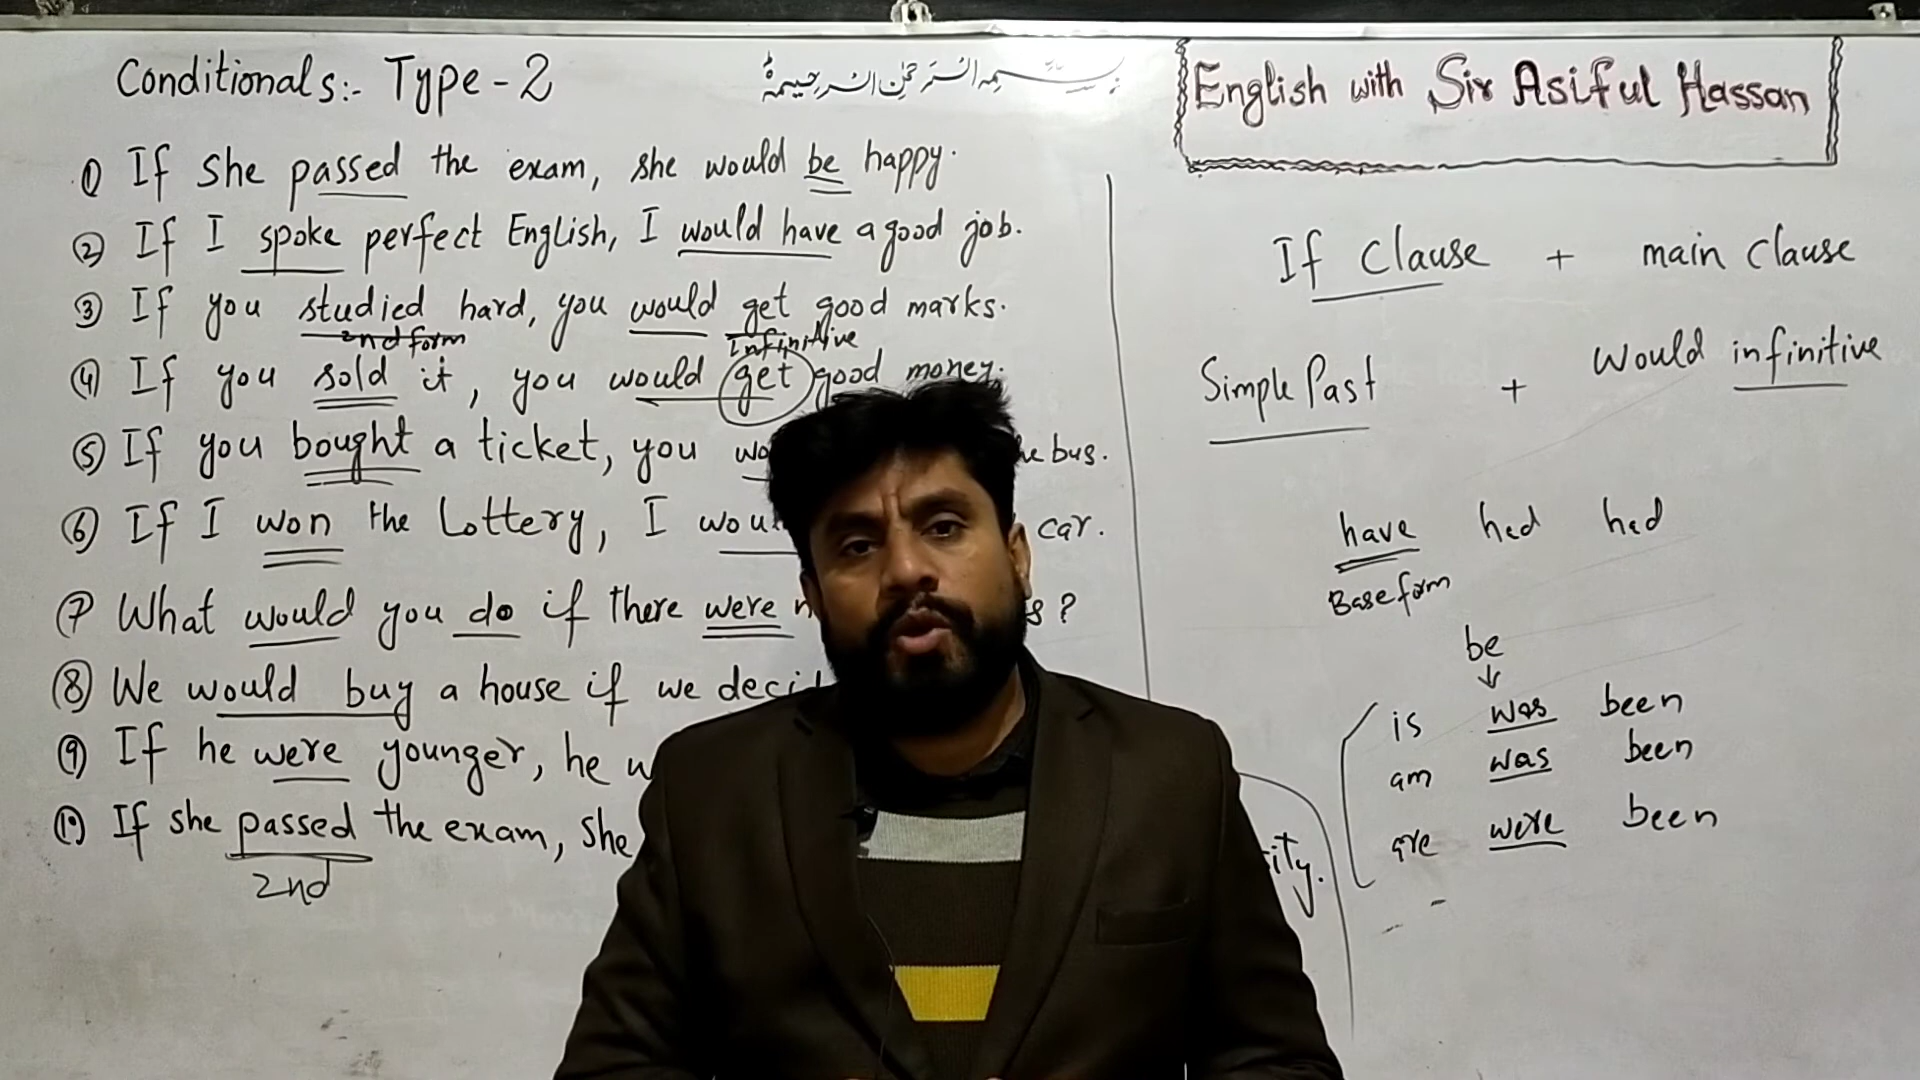 Conditionals:- Type-2
① If she passed the exam, she would be happy.
② If I spoke perfect English, I would have a good job.
③ If you studied hard, you would get good marks.
2nd form infinitive
④ If you sold it, you would get good money.
⑤ If you bought a ticket, you bus.
⑥ If I won the Lottery, I car.
⑦ What would you do if there were ?
⑧ We would buy a house if we
⑨ If he were younger, he
⑩ If she passed the exam, she
2nd
English with Sir Asiful Hassan
If clause + main clause
Simple Past + Would infinitive
have had had
Base form
be
is was been
am was been
are were been